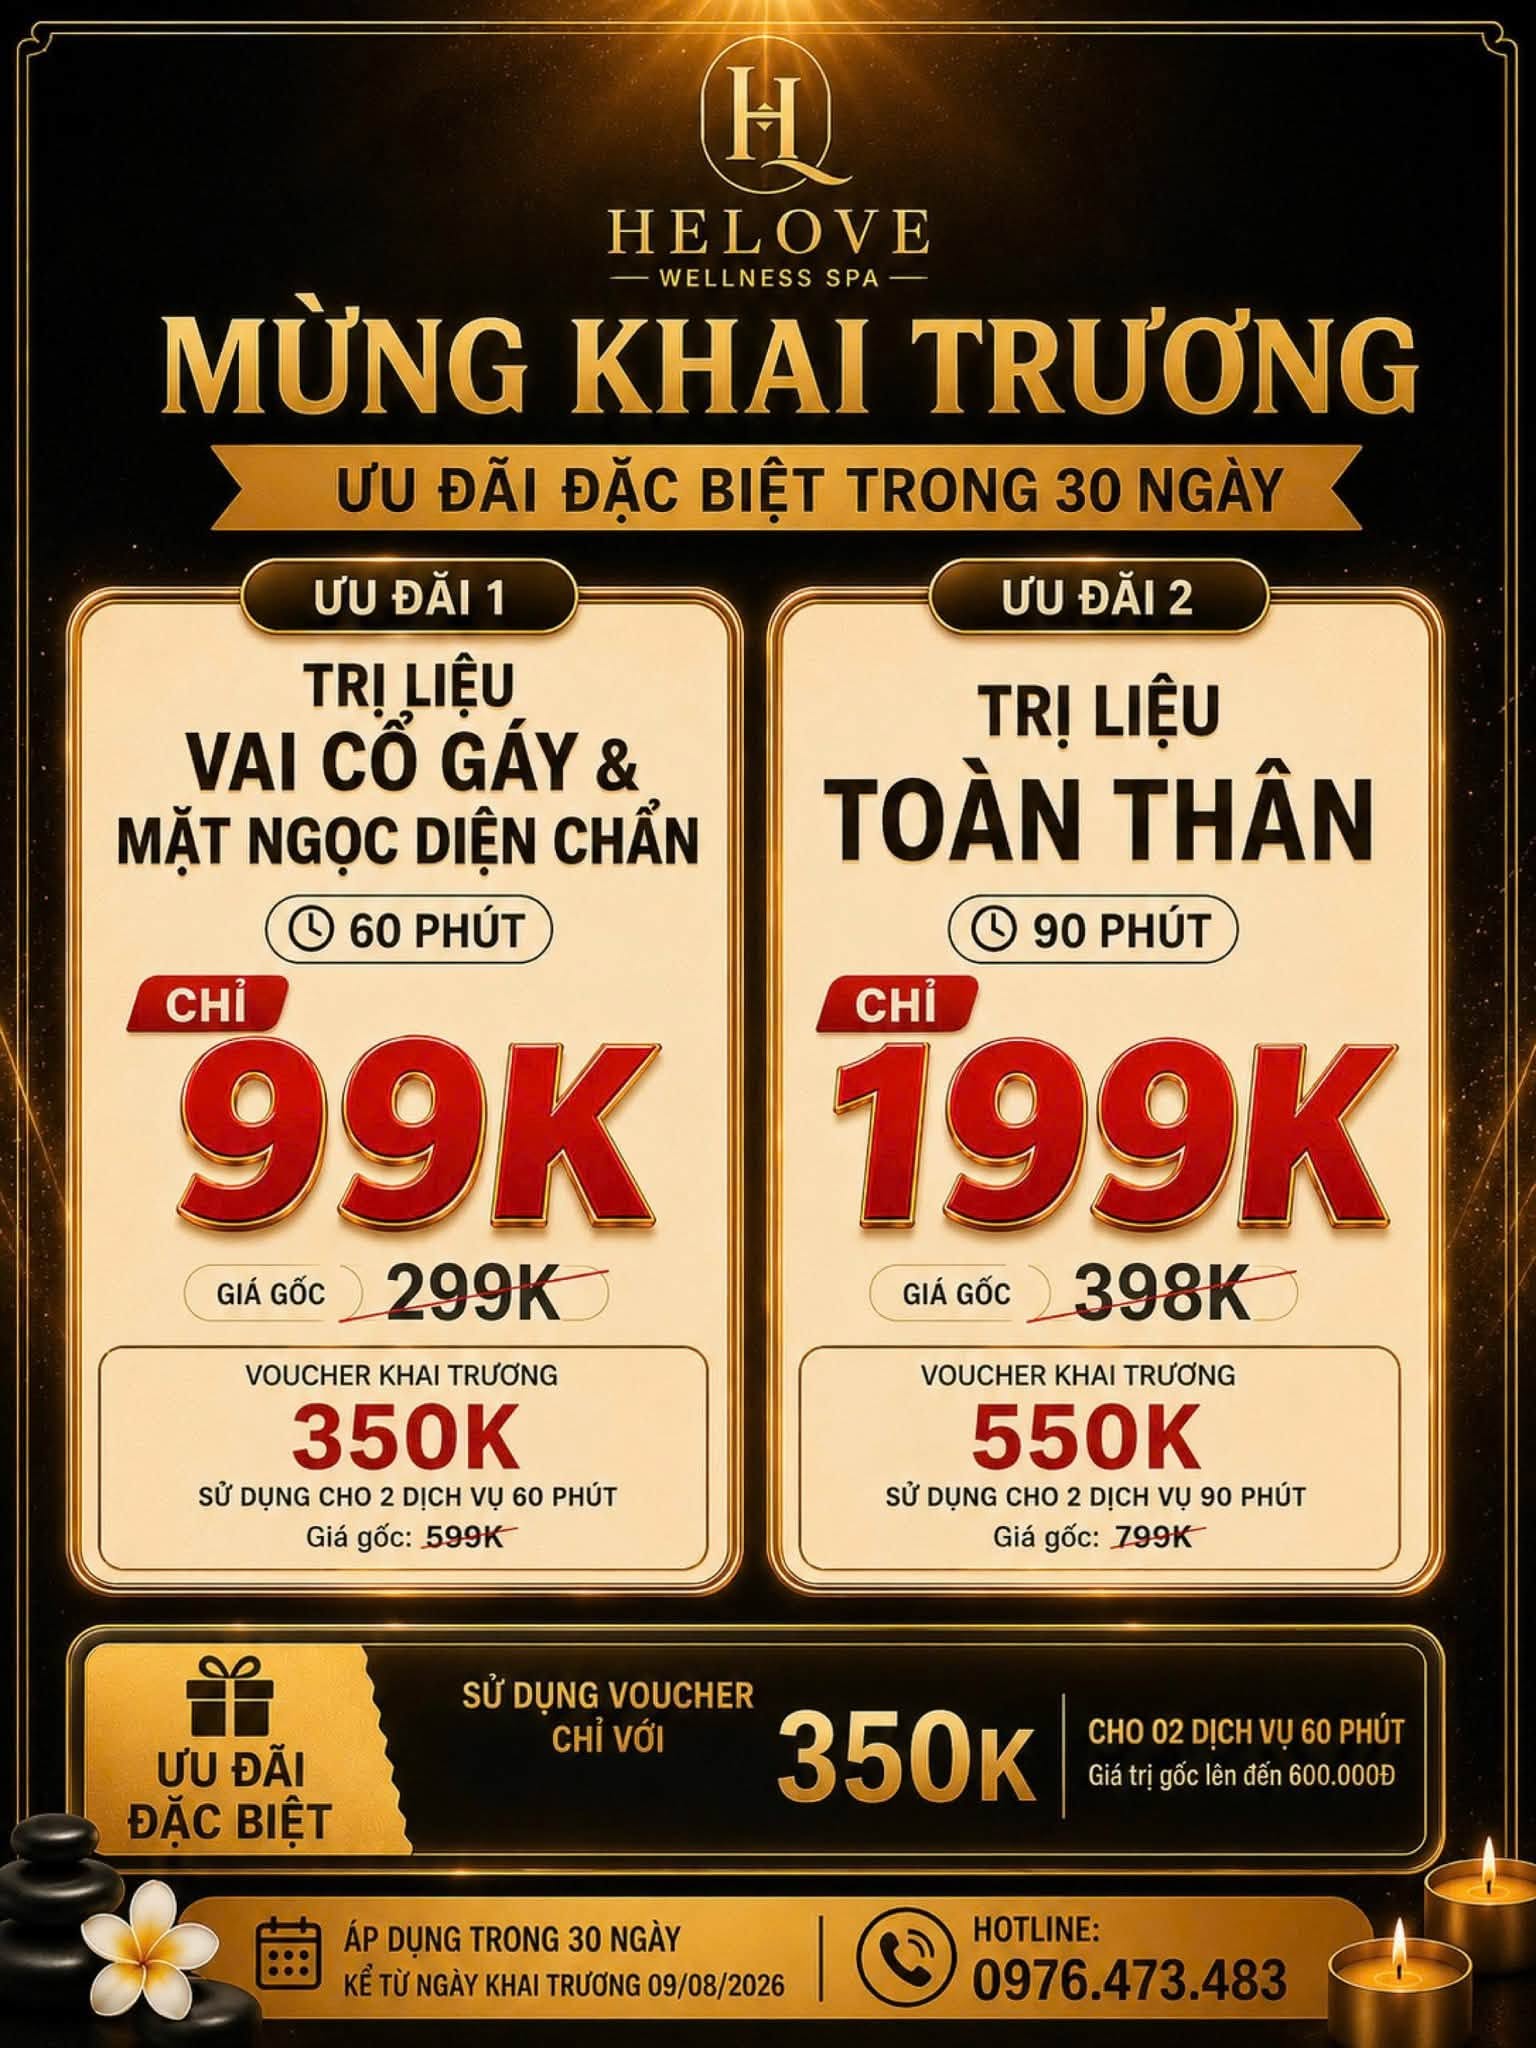 HELOVE
WELLNESS SPA
MỪNG KHAI TRƯƠNG
ƯU ĐÃI ĐẶC BIỆT TRONG 30 NGÀY
ƯU ĐÃI 1
TRỊ LIỆU
VAI CỔ GÁY &
MẶT NGỌC DIỆN CHẨN
60 PHÚT
CHỈ
99K
GIÁ GỐC 299K
VOUCHER KHAI TRƯƠNG
350K
SỬ DỤNG CHO 2 DỊCH VỤ 60 PHÚT
Giá gốc: 599K
ƯU ĐÃI 2
TRỊ LIỆU
TOÀN THÂN
90 PHÚT
CHỈ
199K
GIÁ GỐC 398K
VOUCHER KHAI TRƯƠNG
550K
SỬ DỤNG CHO 2 DỊCH VỤ 90 PHÚT
Giá gốc: 799K
ƯU ĐÃI
ĐẶC BIỆT
SỬ DỤNG VOUCHER
CHỈ VỚI
350K
CHO 02 DỊCH VỤ 60 PHÚT
Giá trị gốc lên đến 600.000Đ
ÁP DỤNG TRONG 30 NGÀY
KỂ TỪ NGÀY KHAI TRƯƠNG 09/08/2026
HOTLINE:
0976.473.483